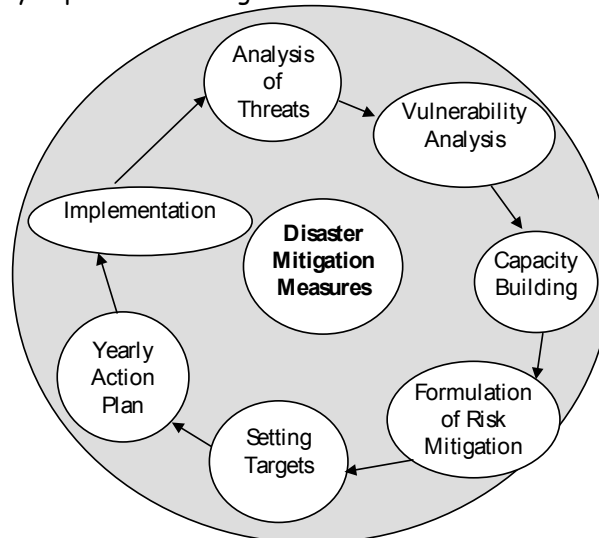 Analysis
of
Threats
Vulnerability
Analysis
Capacity
Building
Formulation
of Risk
Mitigation
Setting
Targets
Yearly
Action
Plan
Implementation
Disaster
Mitigation
Measures